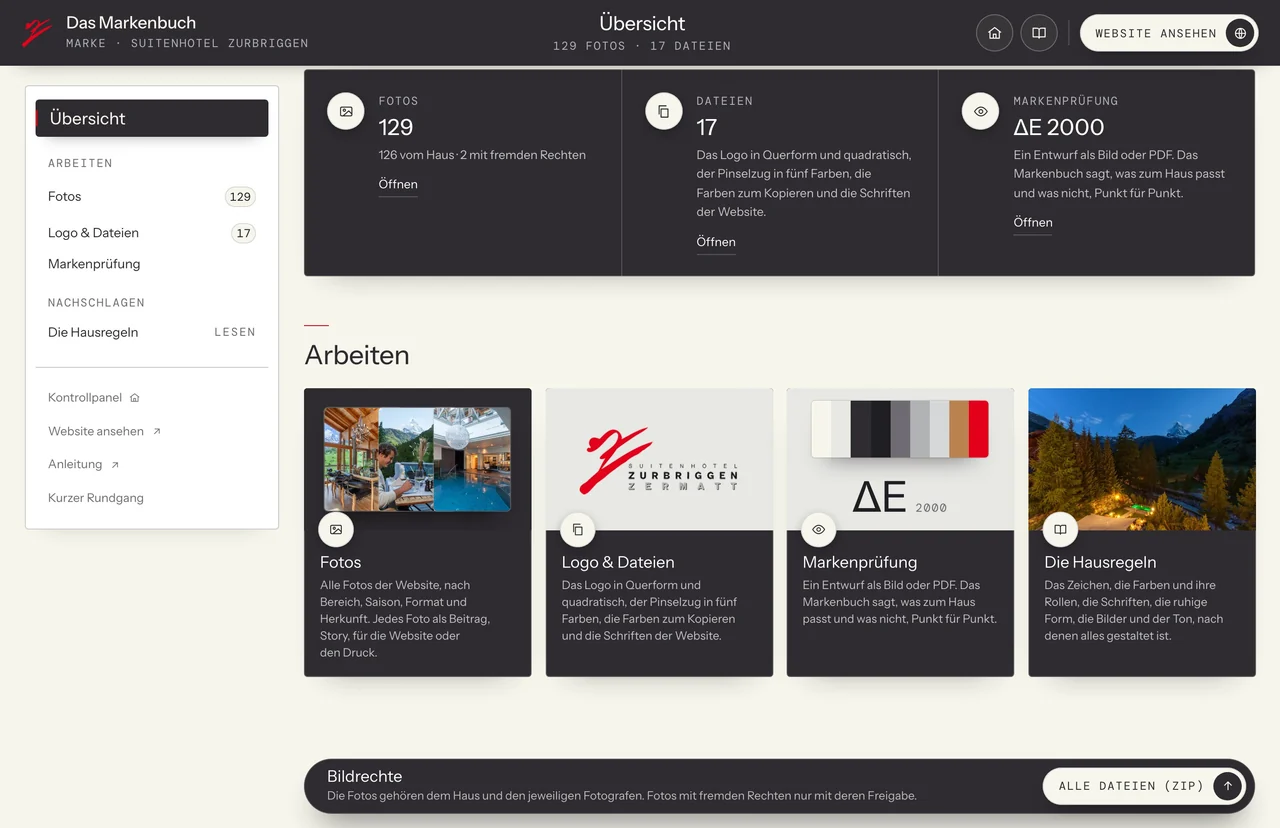 Das Markenbuch
MARKE · SUITENHOTEL ZURBRIGGEN
Übersicht
129 FOTOS · 17 DATEIEN
WEBSITE ANSEHEN
Übersicht
ARBEITEN
Fotos 129
Logo & Dateien 17
Markenprüfung
NACHSCHLAGEN
Die Hausregeln LESEN
Kontrollpanel
Website ansehen
Anleitung
Kurzer Rundgang
FOTOS
129
126 vom Haus · 2 mit fremden Rechten
Öffnen
DATEIEN
17
Das Logo in Querform und quadratisch,
der Pinselzug in fünf Farben, die
Farben zum Kopieren und die Schriften
der Website.
Öffnen
MARKENPRÜFUNG
ΔE 2000
Ein Entwurf als Bild oder PDF. Das
Markenbuch sagt, was zum Haus passt
und was nicht, Punkt für Punkt.
Öffnen
Arbeiten
Fotos
Alle Fotos der Website, nach
Bereich, Saison, Format und
Herkunft. Jedes Foto als Beitrag,
Story, für die Website oder
den Druck.
SUITENHOTEL
ZURBRIGGEN
ZERMATT
Logo & Dateien
Das Logo in Querform und
quadratisch, der Pinselzug in fünf
Farben, die Farben zum Kopieren
und die Schriften der Website.
ΔE 2000
Markenprüfung
Ein Entwurf als Bild oder PDF. Das
Markenbuch sagt, was zum Haus
passt und was nicht, Punkt für Punkt.
Die Hausregeln
Das Zeichen, die Farben und ihre
Rollen, die Schriften, die ruhige
Form, die Bilder und der Ton, nach
denen alles gestaltet ist.
Bildrechte
Die Fotos gehören dem Haus und den jeweiligen Fotografen. Fotos mit fremden Rechten nur mit deren Freigabe.
ALLE DATEIEN (ZIP)